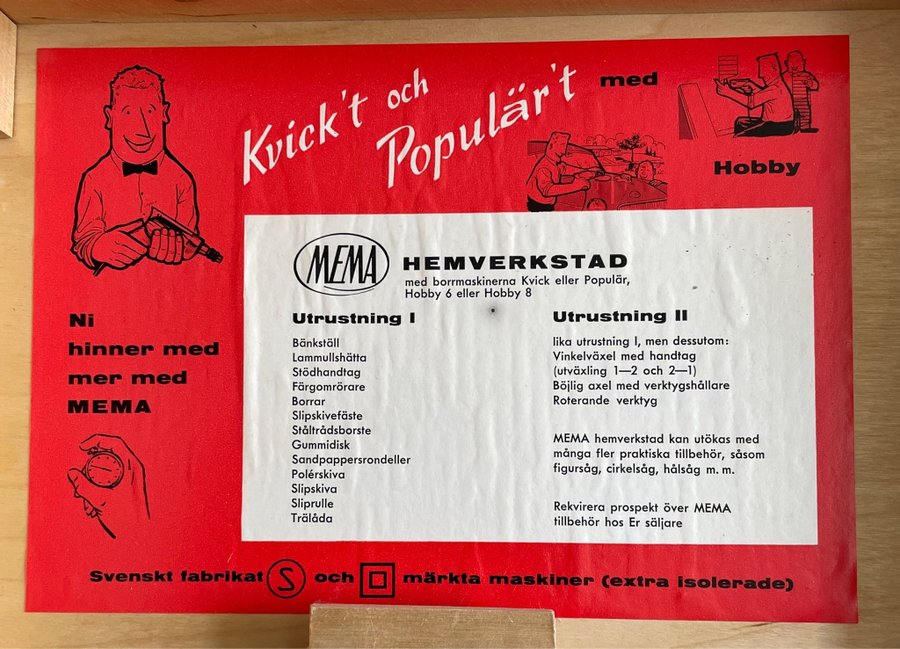 Kvick't och
Populär't med
Hobby
MEMA HEMVERKSTAD
med borrmaskinerna Kvick eller Populär,
Hobby 6 eller Hobby 8
Utrustning I
Bänkställ
Lammullshätta
Stödhandtag
Färgomrörare
Borrar
Slipskivefäste
Ståltrådsborste
Gummidisk
Sandpappersrondeller
Polérskiva
Slipskiva
Sliprulle
Trälåda
Utrustning II
lika utrustning I, men dessutom:
Vinkelväxel med handtag
(utväxling 1—2 och 2—1)
Böjlig axel med verktygshållare
Roterande verktyg
MEMA hemverkstad kan utökas med
många fler praktiska tillbehör, såsom
figursåg, cirkelsåg, hålsåg m. m.
Rekvirera prospekt över MEMA
tillbehör hos Er säljare
Ni
hinner med
mer med
MEMA
Svenskt fabrikat S och märkta maskiner (extra isolerade)